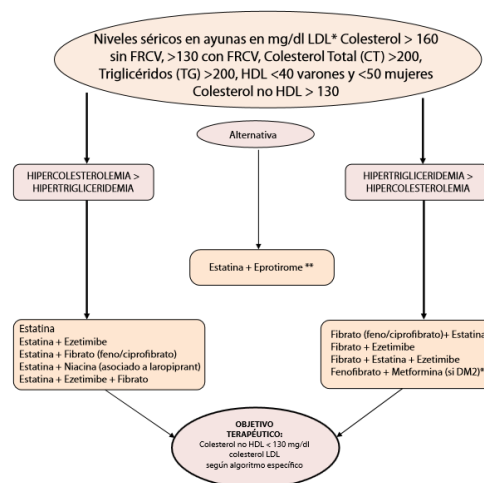 Niveles séricos en ayunas en mg/dl LDL* Colesterol > 160
sin FRCV, >130 con FRCV, Colesterol Total (CT) >200,
Triglicéridos (TG) >200, HDL <40 varones y <50 mujeres
Colesterol no HDL > 130
Alternativa
HIPERCOLESTEROLEMIA >
HIPERTRIGLICERIDEMIA
HIPERTRIGLICERIDEMIA >
HIPERCOLESTEROLEMIA
Estatina + Eprotirome **
Estatina
Estatina + Ezetimibe
Estatina + Fibrato (feno/ciprofibrato)
Estatina + Niacina (asociado a laropiprant)
Estatina + Ezetimibe + Fibrato
Fibrato (feno/ciprofibrato)+ Estatina
Fibrato + Ezetimibe
Fibrato + Estatina + Ezetimibe
Fenofibrato + Metformina (si DM2)*
OBJETIVO
TERAPÉUTICO:
Colesterol no HDL < 130 mg/dl
colesterol LDL
según algoritmo específico